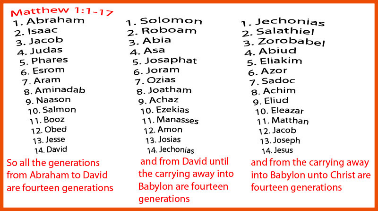 Matthew 1:1-17
1. Abraham
2. Isaac
3. Jacob
4. Judas
5. Phares
6. Esrom
7. Aram
8. Aminadab
9. Naason
10. Salmon
11. Booz
12. Obed
13. Jesse
14. David
So all the generations
from Abraham to David
are fourteen generations
1. Solomon
2. Roboam
3. Abia
4. Asa
5. Josaphat
6. Joram
7. Ozias
8. Joatham
9. Achaz
10. Ezekias
11. Manasses
12. Amon
13. Josias
14. Jechonias
and from David until
the carrying away into
Babylon are fourteen
generations
1. Jechonias
2. Salathiel
3. Zorobabel
4. Abiud
5. Eliakim
6. Azor
7. Sadoc
8. Achim
9. Eliud
10. Eleazar
11. Matthan
12. Jacob
13. Joseph
14. Jesus
and from the carrying away
into Babylon unto Christ are
fourteen generations